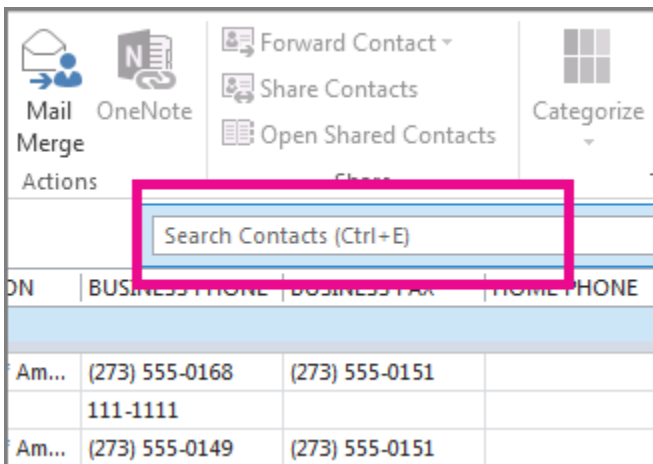 Forward Contact
Share Contacts
Open Shared Contacts
Mail Merge
OneNote
Categorize
Actions
Share
Search Contacts (Ctrl+E)
ON BUSINESS PHONE BUSINESS FAX HOME PHONE
Am... (273) 555-0168 (273) 555-0151
111-1111
Am... (273) 555-0149 (273) 555-0151